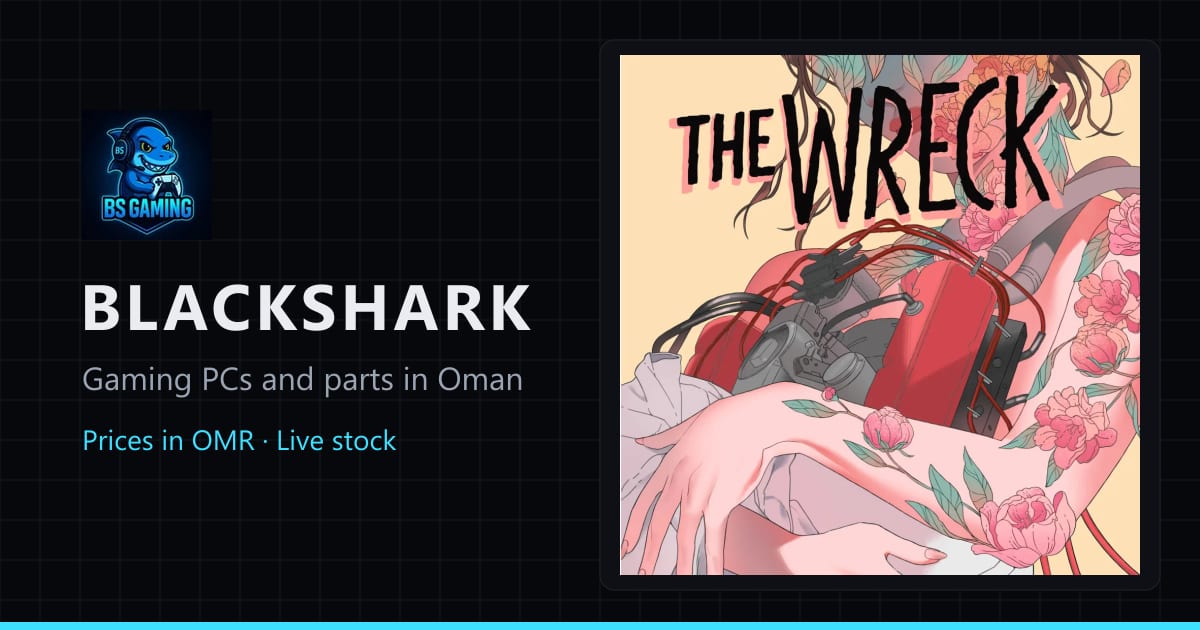 BS
BS GAMING
BLACKSHARK
Gaming PCs and parts in Oman
Prices in OMR · Live stock
THE WRECK